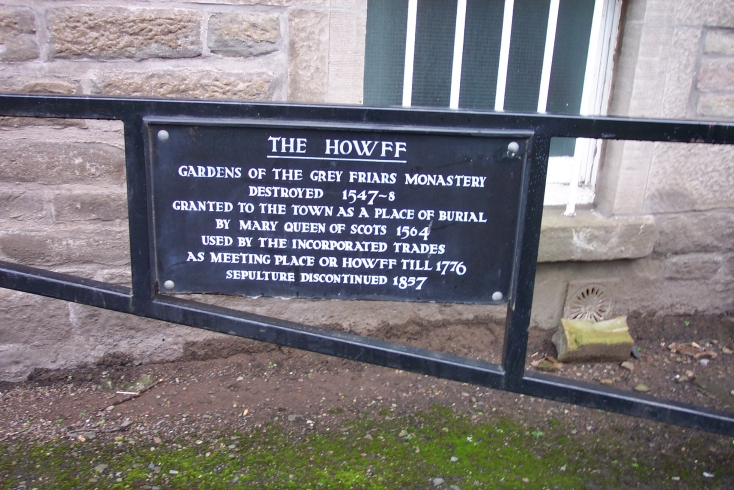 THE HOWFF
GARDENS OF THE GREY FRIARS MONASTERY
DESTROYED 1547-8
GRANTED TO THE TOWN AS A PLACE OF BURIAL
BY MARY QUEEN OF SCOTS 1564
USED BY THE INCORPORATED TRADES
AS MEETING PLACE OR HOWFF TILL 1776
SEPULTURE DISCONTINUED 1857